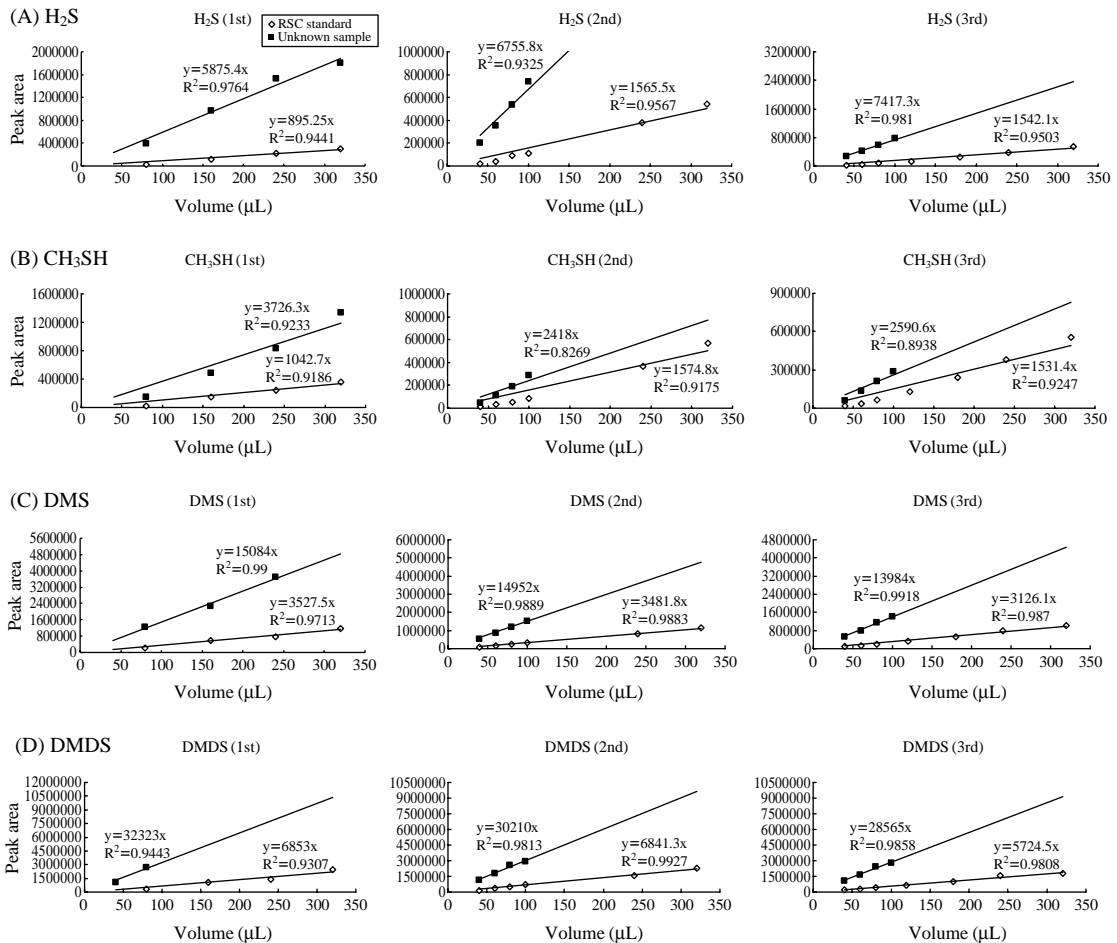 (A) H₂S
H₂S (1st)
RSC standard
Unknown sample
H₂S (2nd)
H₂S (3rd)
Peak area
2000000
1600000
1200000
800000
400000
0
y=5875.4x
R²=0.9764
y=895.25x
R²=0.9441
0 50 100 150 200 250 300 350
Volume (µL)
1000000
800000
600000
400000
200000
0
y=6755.8x
R²=0.9325
y=1565.5x
R²=0.9567
0 50 100 150 200 250 300 350
Volume (µL)
3200000
2400000
1600000
800000
0
y=7417.3x
R²=0.981
y=1542.1x
R²=0.9503
0 50 100 150 200 250 300 350
Volume (µL)
(B) CH₃SH
CH₃SH (1st)
CH₃SH (2nd)
CH₃SH (3rd)
Peak area
1600000
1200000
800000
400000
0
y=3726.3x
R²=0.9233
y=1042.7x
R²=0.9186
0 50 100 150 200 250 300 350
Volume (µL)
1000000
800000
600000
400000
200000
0
y=2418x
R²=0.8269
y=1574.8x
R²=0.9175
0 50 100 150 200 250 300 350
Volume (µL)
900000
600000
300000
0
y=2590.6x
R²=0.8938
y=1531.4x
R²=0.9247
0 50 100 150 200 250 300 350
Volume (µL)
(C) DMS
DMS (1st)
DMS (2nd)
DMS (3rd)
Peak area
5600000
4800000
4000000
3200000
2400000
1600000
800000
0
y=15084x
R²=0.99
y=3527.5x
R²=0.9713
0 50 100 150 200 250 300 350
Volume (µL)
6000000
5000000
4000000
3000000
2000000
1000000
0
y=14952x
R²=0.9889
y=3481.8x
R²=0.9883
0 50 100 150 200 250 300 350
Volume (µL)
4800000
4000000
3200000
2400000
1600000
800000
0
y=13984x
R²=0.9918
y=3126.1x
R²=0.987
0 50 100 150 200 250 300 350
Volume (µL)
(D) DMDS
DMDS (1st)
DMDS (2nd)
DMDS (3rd)
Peak area
12000000
10500000
9000000
7500000
6000000
4500000
3000000
1500000
0
y=32323x
R²=0.9443
y=6853x
R²=0.9307
0 50 100 150 200 250 300 350
Volume (µL)
10500000
9000000
7500000
6000000
4500000
3000000
1500000
0
y=30210x
R²=0.9813
y=6841.3x
R²=0.9927
0 50 100 150 200 250 300 350
Volume (µL)
10500000
9000000
7500000
6000000
4500000
3000000
1500000
0
y=28565x
R²=0.9858
y=5724.5x
R²=0.9808
0 50 100 150 200 250 300 350
Volume (µL)